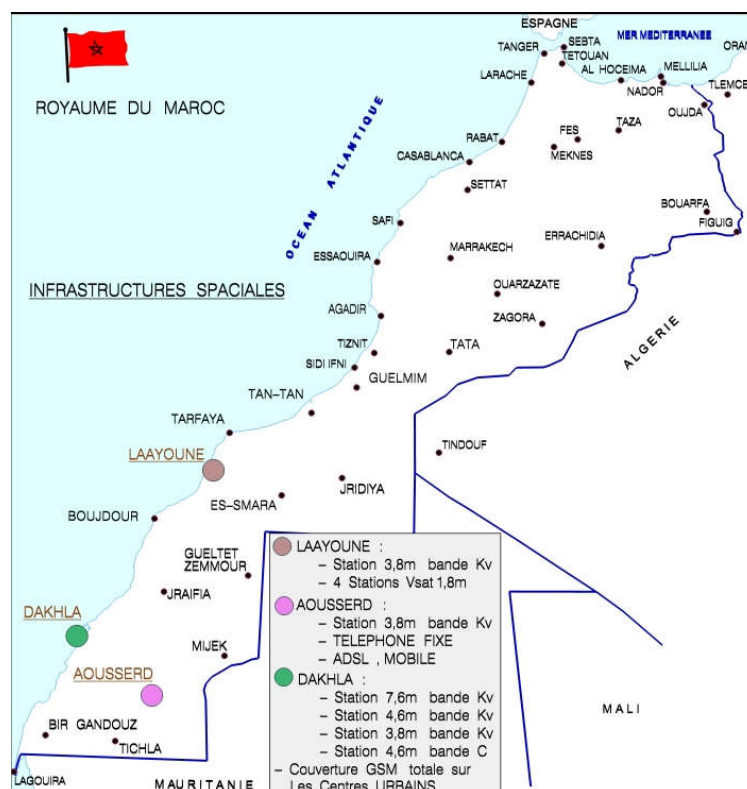 ESPAGNE
SEBTA
MER MEDITERRANEE
TANGER
TETOUAN
ORAN
AL HOCEIMA
MELLILIA
LARACHE
NADOR
TLEMCE
ROYAUME DU MAROC
OUJDA
TAZA
FES
RABAT
MEKNES
CASABLANCA
OCEAN ATLANTIQUE
SETTAT
BOUARFA
SAFI
FIGUIG
ERRACHIDIA
MARRAKECH
ESSAOUIRA
INFRASTRUCTURES SPACIALES
OUARZAZATE
AGADIR
ZAGORA
ALGERIE
TIZNIT
TATA
SIDI IFNI
GUELMIM
TAN-TAN
TARFAYA
TINDOUF
LAAYOUNE
JRIDIYA
ES-SMARA
BOUJDOUR
GUELTET
ZEMMOUR
JRAIFIA
DAKHLA
MIJEK
AOUSSERD
BIR GANDOUZ
TICHLA
LAGOUIRA
MAURITANIE
MALI
LAAYOUNE :
- Station 3,8m bande Kv
- 4 Stations Vsat 1,8m
AOUSSERD :
- Station 3,8m bande Kv
- TELEPHONE FIXE
- ADSL , MOBILE
DAKHLA :
- Station 7,6m bande Kv
- Station 4,6m bande Kv
- Station 3,8m bande Kv
- Station 4,6m bande C
- Couverture GSM totale sur
Les Centres URBAINS